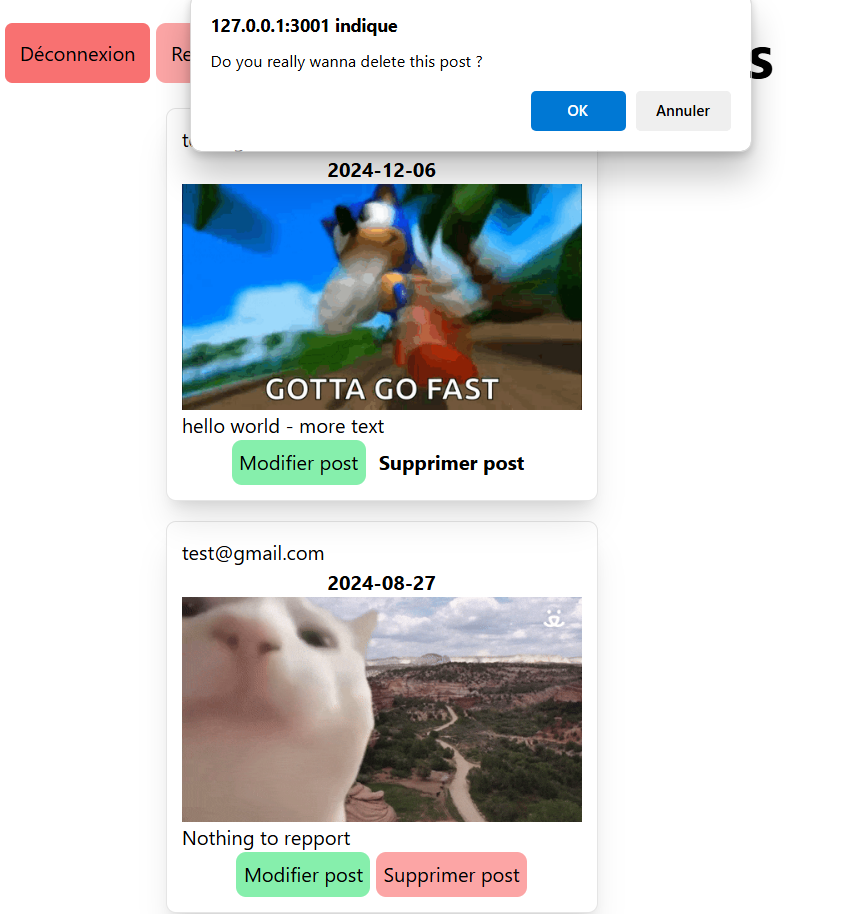 127.0.0.1:3001 indique
Do you really wanna delete this post ?
OK
Annuler
Déconnexion
2024-12-06
GOTTA GO FAST
hello world - more text
Modifier post
Supprimer post
test@gmail.com
2024-08-27
Nothing to repport
Modifier post
Supprimer post